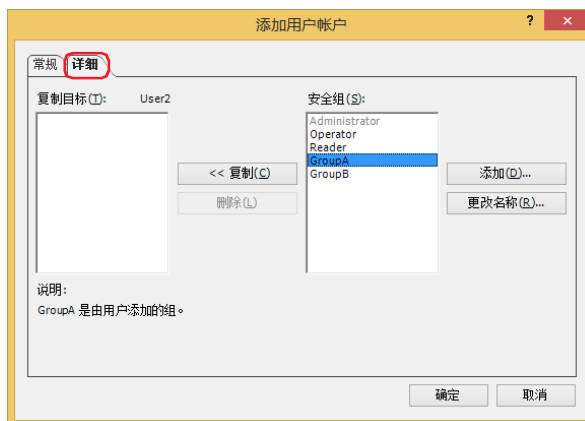 添加用户帐户
? ×
常规 详细
复制目标(T): User2
安全组(S):
Administrator
Operator
Reader
GroupA
GroupB
<< 复制(C)
删除(L)
添加(D)...
更改名称(R)...
说明:
GroupA 是由用户添加的组。
确定 取消